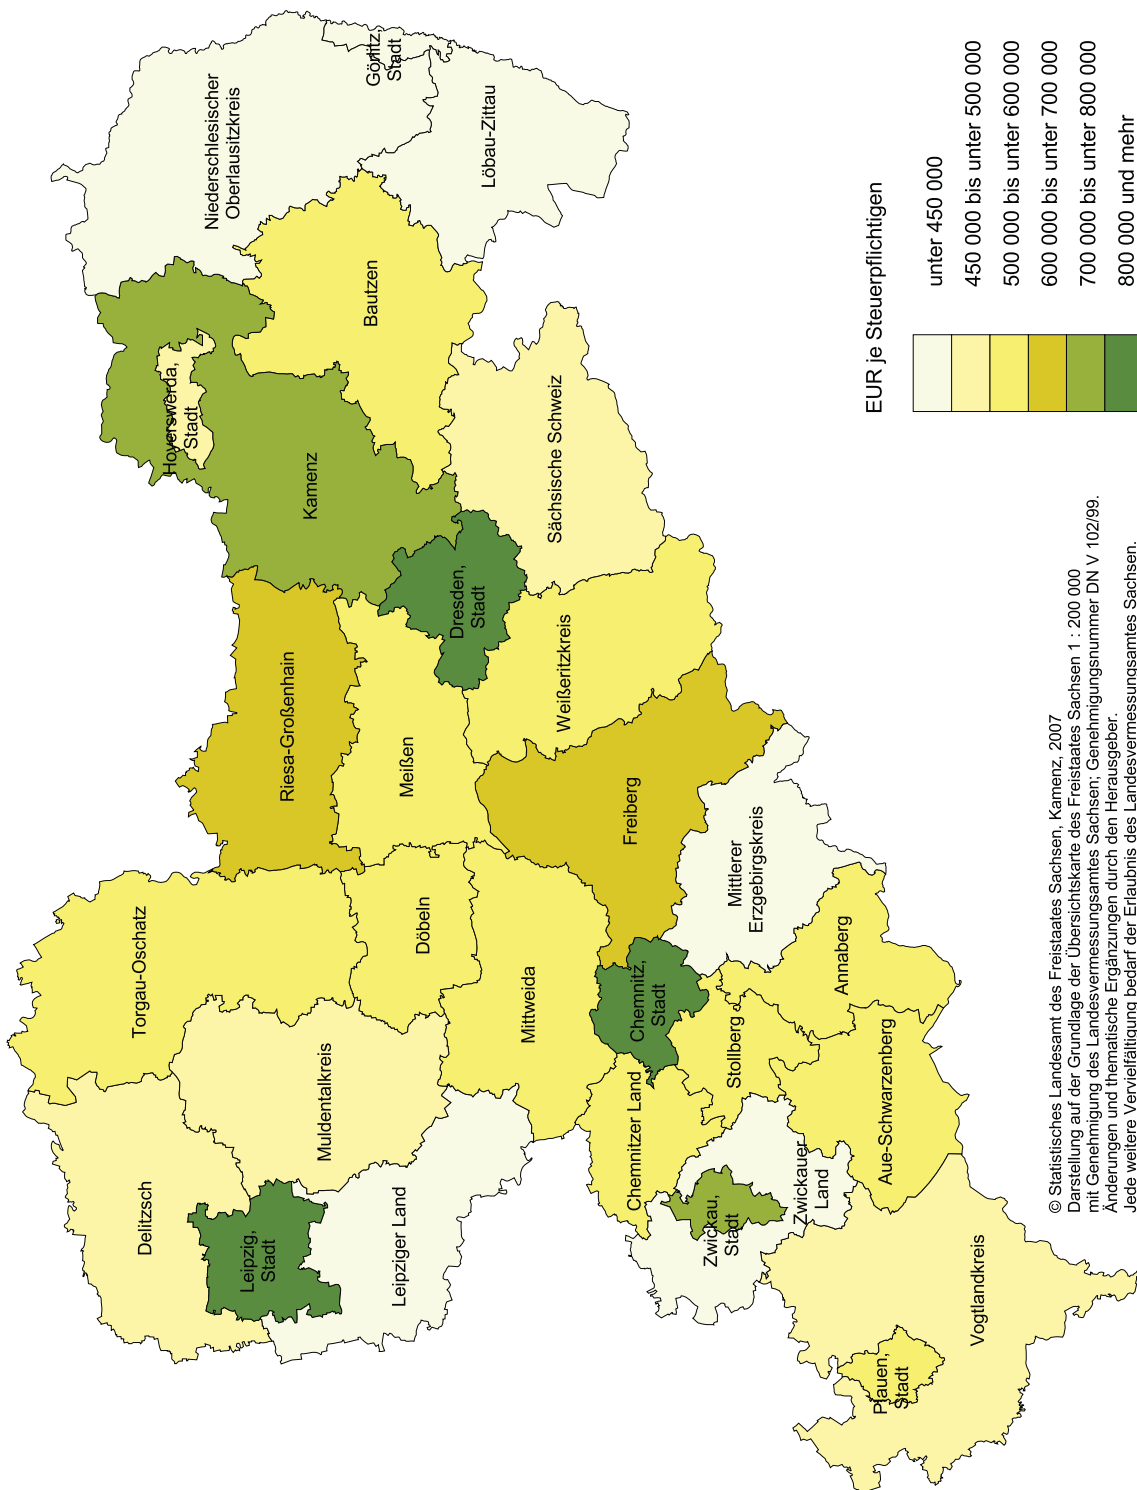 Niederschlesischer
Oberlausitzkreis
Görlitz,
Stadt
Löbau-Zittau
Bautzen
Hoyerswerda,
Stadt
Kamenz
Sächsische Schweiz
Dresden,
Stadt
Weißeritzkreis
Riesa-Großenhain
Meißen
Freiberg
Mittlerer
Erzgebirgskreis
Torgau-Oschatz
Döbeln
Mittweida
Chemnitz,
Stadt
Annaberg
Stollberg
Muldentalkreis
Chemnitzer Land
Aue-Schwarzenberg
Delitzsch
Leipzig,
Stadt
Leipziger Land
Zwickau,
Stadt
Zwickauer
Land
Vogtlandkreis
Plauen,
Stadt
EUR je Steuerpflichtigen
unter 450 000
450 000 bis unter 500 000
500 000 bis unter 600 000
600 000 bis unter 700 000
700 000 bis unter 800 000
800 000 und mehr
© Statistisches Landesamt des Freistaates Sachsen, Kamenz, 2007
Darstellung auf der Grundlage der Übersichtskarte des Freistaates Sachsen 1 : 200 000
mit Genehmigung des Landesvermessungsamtes Sachsen; Genehmigungsnummer DN V 102/99.
Änderungen und thematische Ergänzungen durch den Herausgeber.
Jede weitere Vervielfältigung bedarf der Erlaubnis des Landesvermessungsamtes Sachsen.